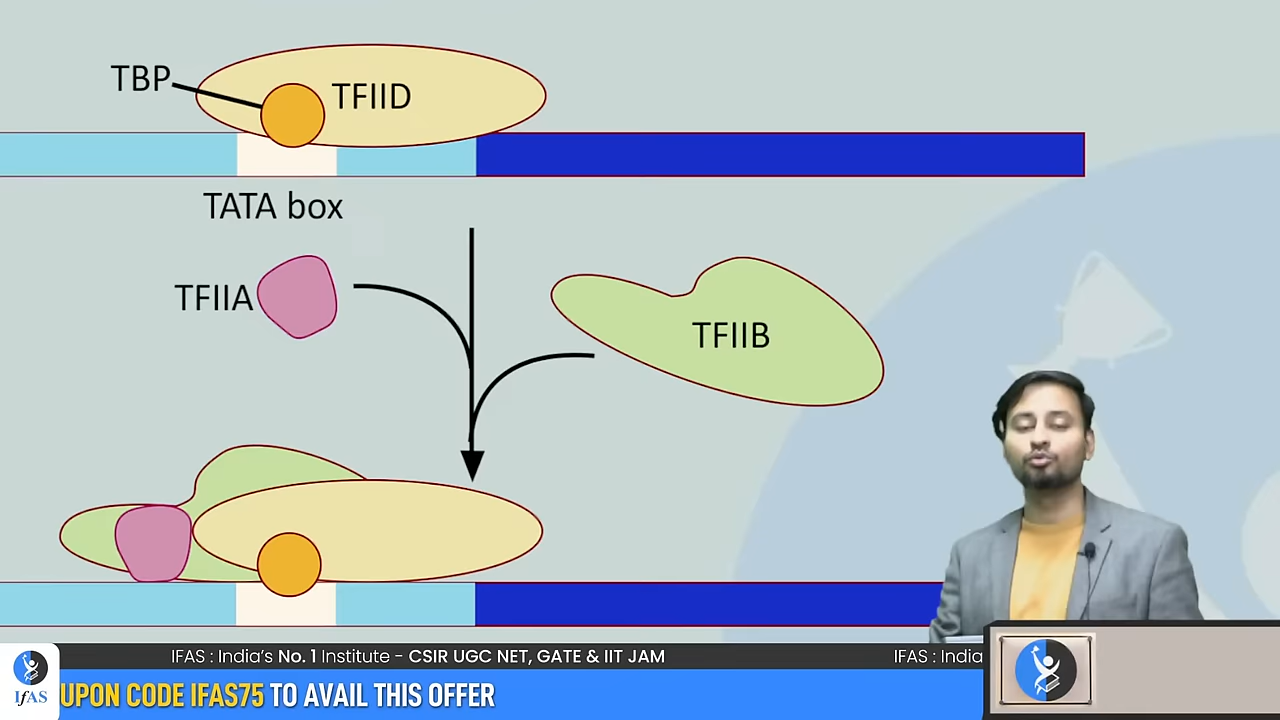 TBP
TFIID
TATA box
TFIIA
TFIIB
IFAS : India's No. 1 Institute - CSIR UGC NET, GATE & IIT JAM
IFAS : India
IfAS
UPON CODE IFAS75 TO AVAIL THIS OFFER